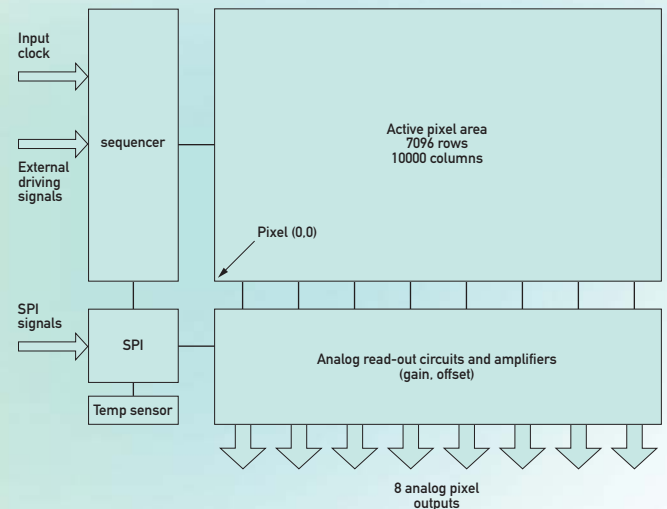 Input
clock
sequencer
External
driving
signals
Active pixel area
7096 rows
10000 columns
Pixel (0,0)
SPI
signals
SPI
Analog read-out circuits and amplifiers
(gain, offset)
Temp sensor
8 analog pixel
outputs